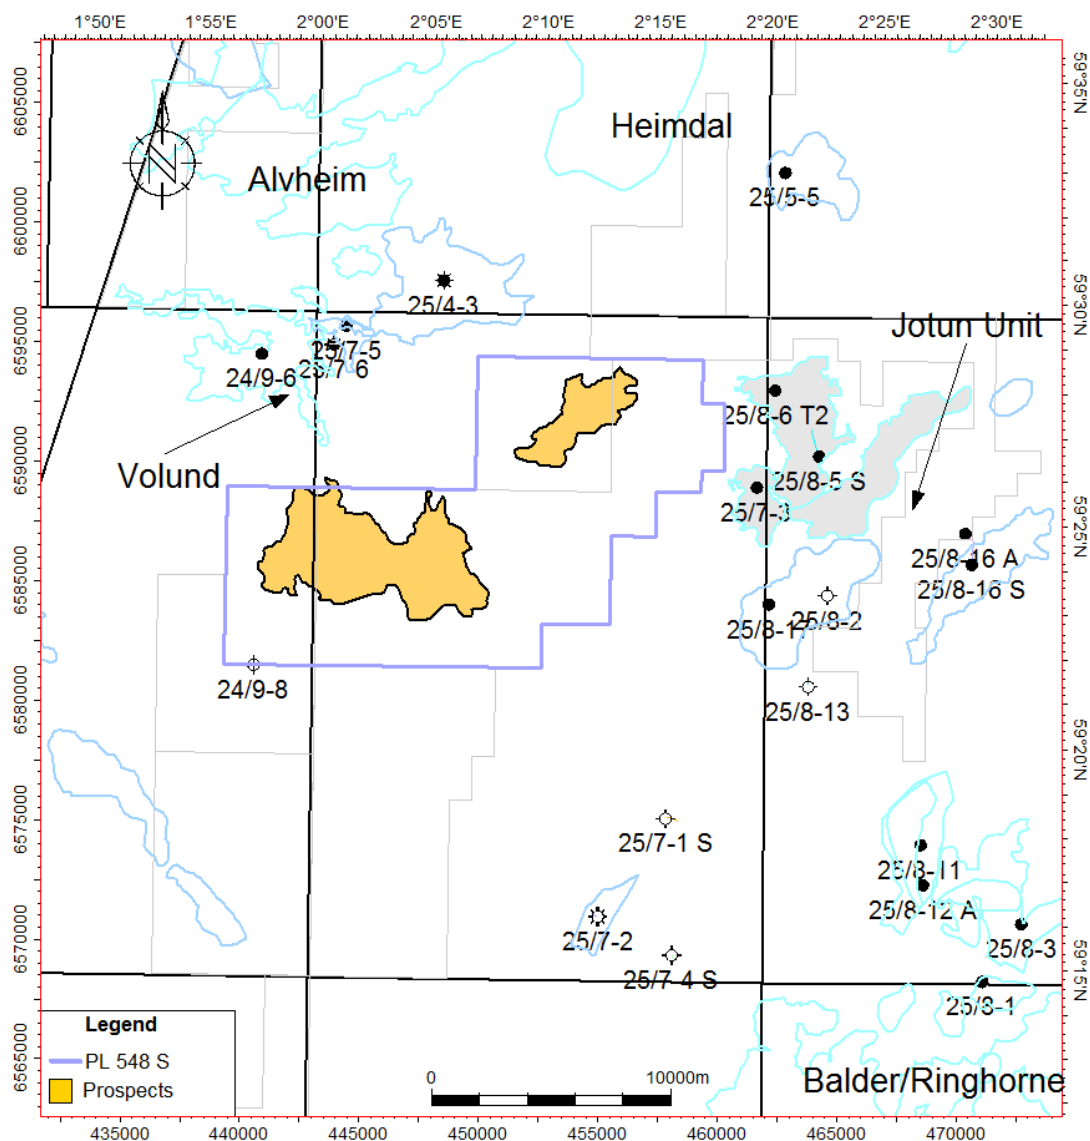 1°50'E 1°55'E 2°00'E 2°05'E 2°10'E 2°15'E 2°20'E 2°25'E 2°30'E
59°35'N
6605000
Heimdal
Alvheim
25/5-5
6600000
25/4-3
59°30'N
6595000
Jotun Unit
25/7-5
25/7-6
24/9-6
25/8-6 T2
6590000
Volund
25/8-5 S
25/7-3
59°25'N
25/8-16 A
6585000
25/8-16 S
25/8-17
25/8-2
24/9-8
6580000
25/8-13
59°20'N
6575000
25/7-1 S
25/8-11
25/8-12 A
6570000
25/7-2
25/8-3
25/7-4 S
59°15'N
25/8-1
6565000
Legend
PL 548 S
Prospects
0 10000m
Balder/Ringhorne
435000 440000 445000 450000 455000 460000 465000 470000